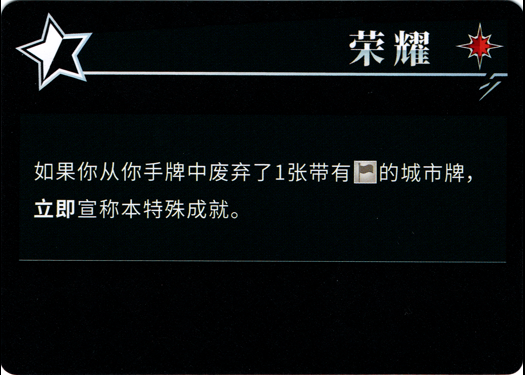 荣耀
如果你从你手牌中废弃了1张带有的城市牌，
立即宣称本特殊成就。